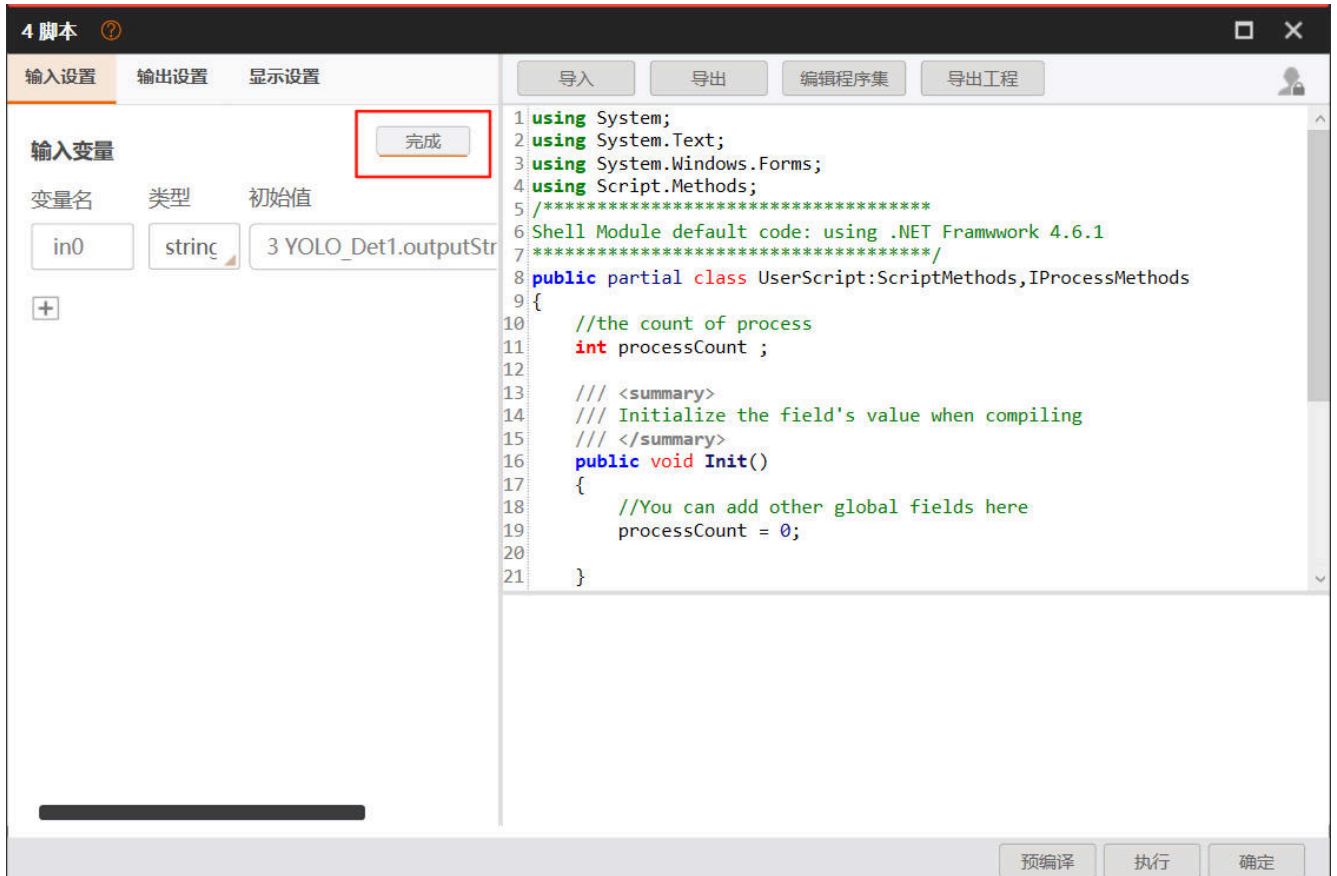 4 脚本 ?
输入设置 输出设置 显示设置
导入 导出 编辑程序集 导出工程
输入变量
完成
变量名 类型 初始值
in0 string 3 YOLO_Det1.outputStr
1 using System;
2 using System.Text;
3 using System.Windows.Forms;
4 using Script.Methods;
5 /************************************
6 Shell Module default code: using .NET Framwwork 4.6.1
7 *************************************/
8 public partial class UserScript:ScriptMethods,IProcessMethods
9 {
10 //the count of process
11 int processCount ;
12
13 /// <summary>
14 /// Initialize the field's value when compiling
15 /// </summary>
16 public void Init()
17 {
18 //You can add other global fields here
19 processCount = 0;
20
21 }
预编译 执行 确定